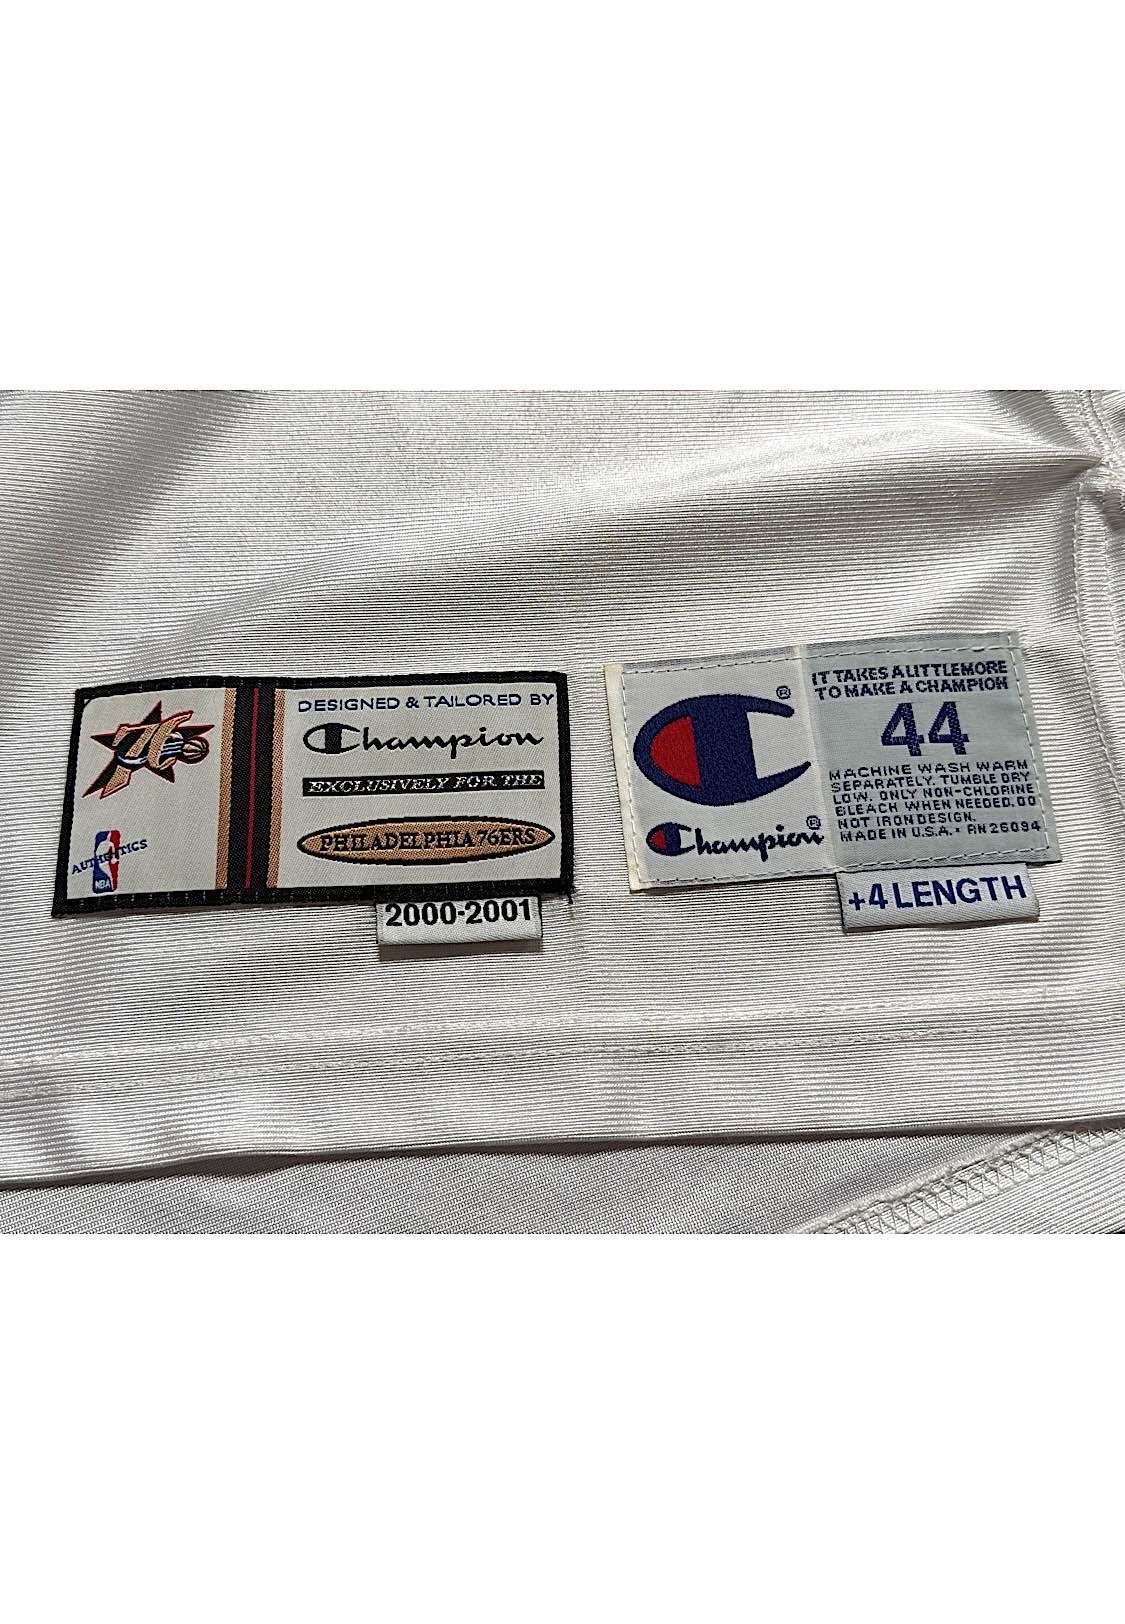 76
AUTHENTICS
NBA
DESIGNED & TAILORED BY
Champion
EXCLUSIVELY FOR THE
PHILADELPHIA 76ERS
2000-2001
®
Champion®
IT TAKES A LITTLE MORE
TO MAKE A CHAMPION
44
MACHINE WASH WARM
SEPARATELY. TUMBLE DRY
LOW. ONLY NON-CHLORINE
BLEACH WHEN NEEDED. DO
NOT IRON DESIGN.
MADE IN U.S.A. • RN 26094
+4 LENGTH